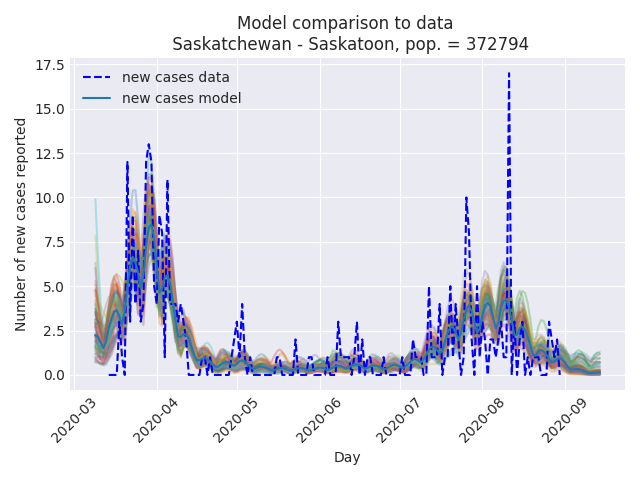 Model comparison to data
Saskatchewan - Saskatoon, pop. = 372794
new cases data
new cases model
Number of new cases reported
17.5
15.0
12.5
10.0
7.5
5.0
2.5
0.0
2020-03
2020-04
2020-05
2020-06
2020-07
2020-08
2020-09
Day